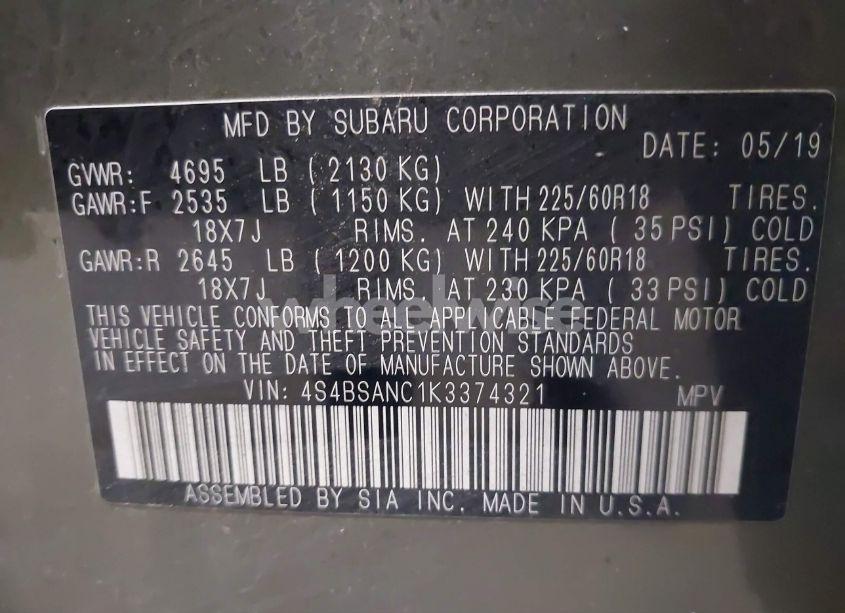 MFD BY SUBARU CORPORATION
DATE: 05/19
GVWR: 4695 LB ( 2130 KG)
GAWR:F 2535 LB ( 1150 KG) WITH 225/60R18 TIRES.
18X7J RIMS. AT 240 KPA ( 35 PSI) COLD
GAWR:R 2645 LB ( 1200 KG) WITH 225/60R18 TIRES.
18X7J RIMS. AT 230 KPA ( 33 PSI) COLD
wheelwise
THIS VEHICLE CONFORMS TO ALL APPLICABLE FEDERAL MOTOR
VEHICLE SAFETY AND THEFT PREVENTION STANDARDS
IN EFFECT ON THE DATE OF MANUFACTURE SHOWN ABOVE.
VIN: 4S4BSANC1K3374321 MPV
ASSEMBLED BY SIA INC. MADE IN U.S.A.